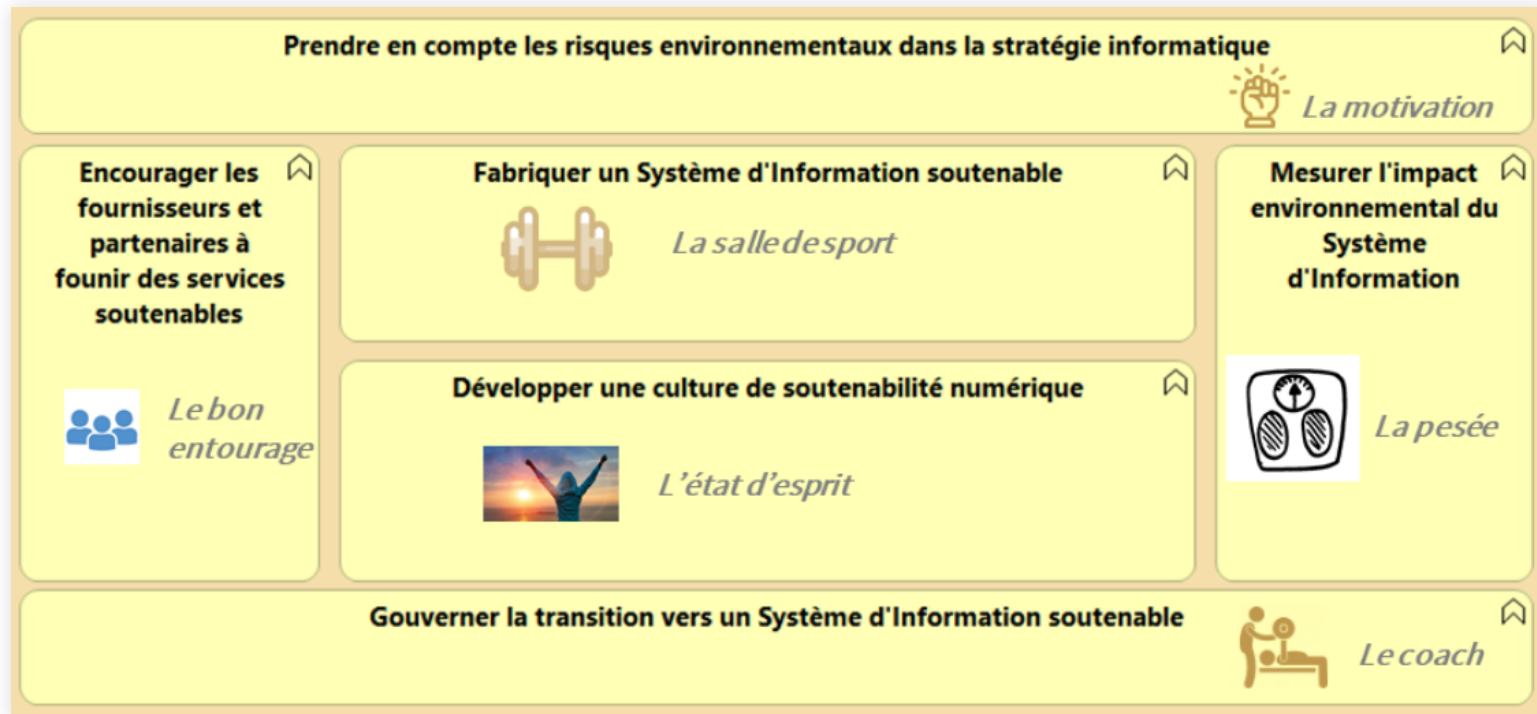 Prendre en compte les risques environnementaux dans la stratégie informatique
La motivation
Encourager les
fournisseurs et
partenaires à
founir des services
soutenables
Le bon
entourage
Fabriquer un Système d'Information soutenable
La salle de sport
Développer une culture de soutenabilité numérique
L'état d'esprit
Mesurer l'impact
environnemental du
Système
d'Information
La pesée
Gouverner la transition vers un Système d'Information soutenable
Le coach